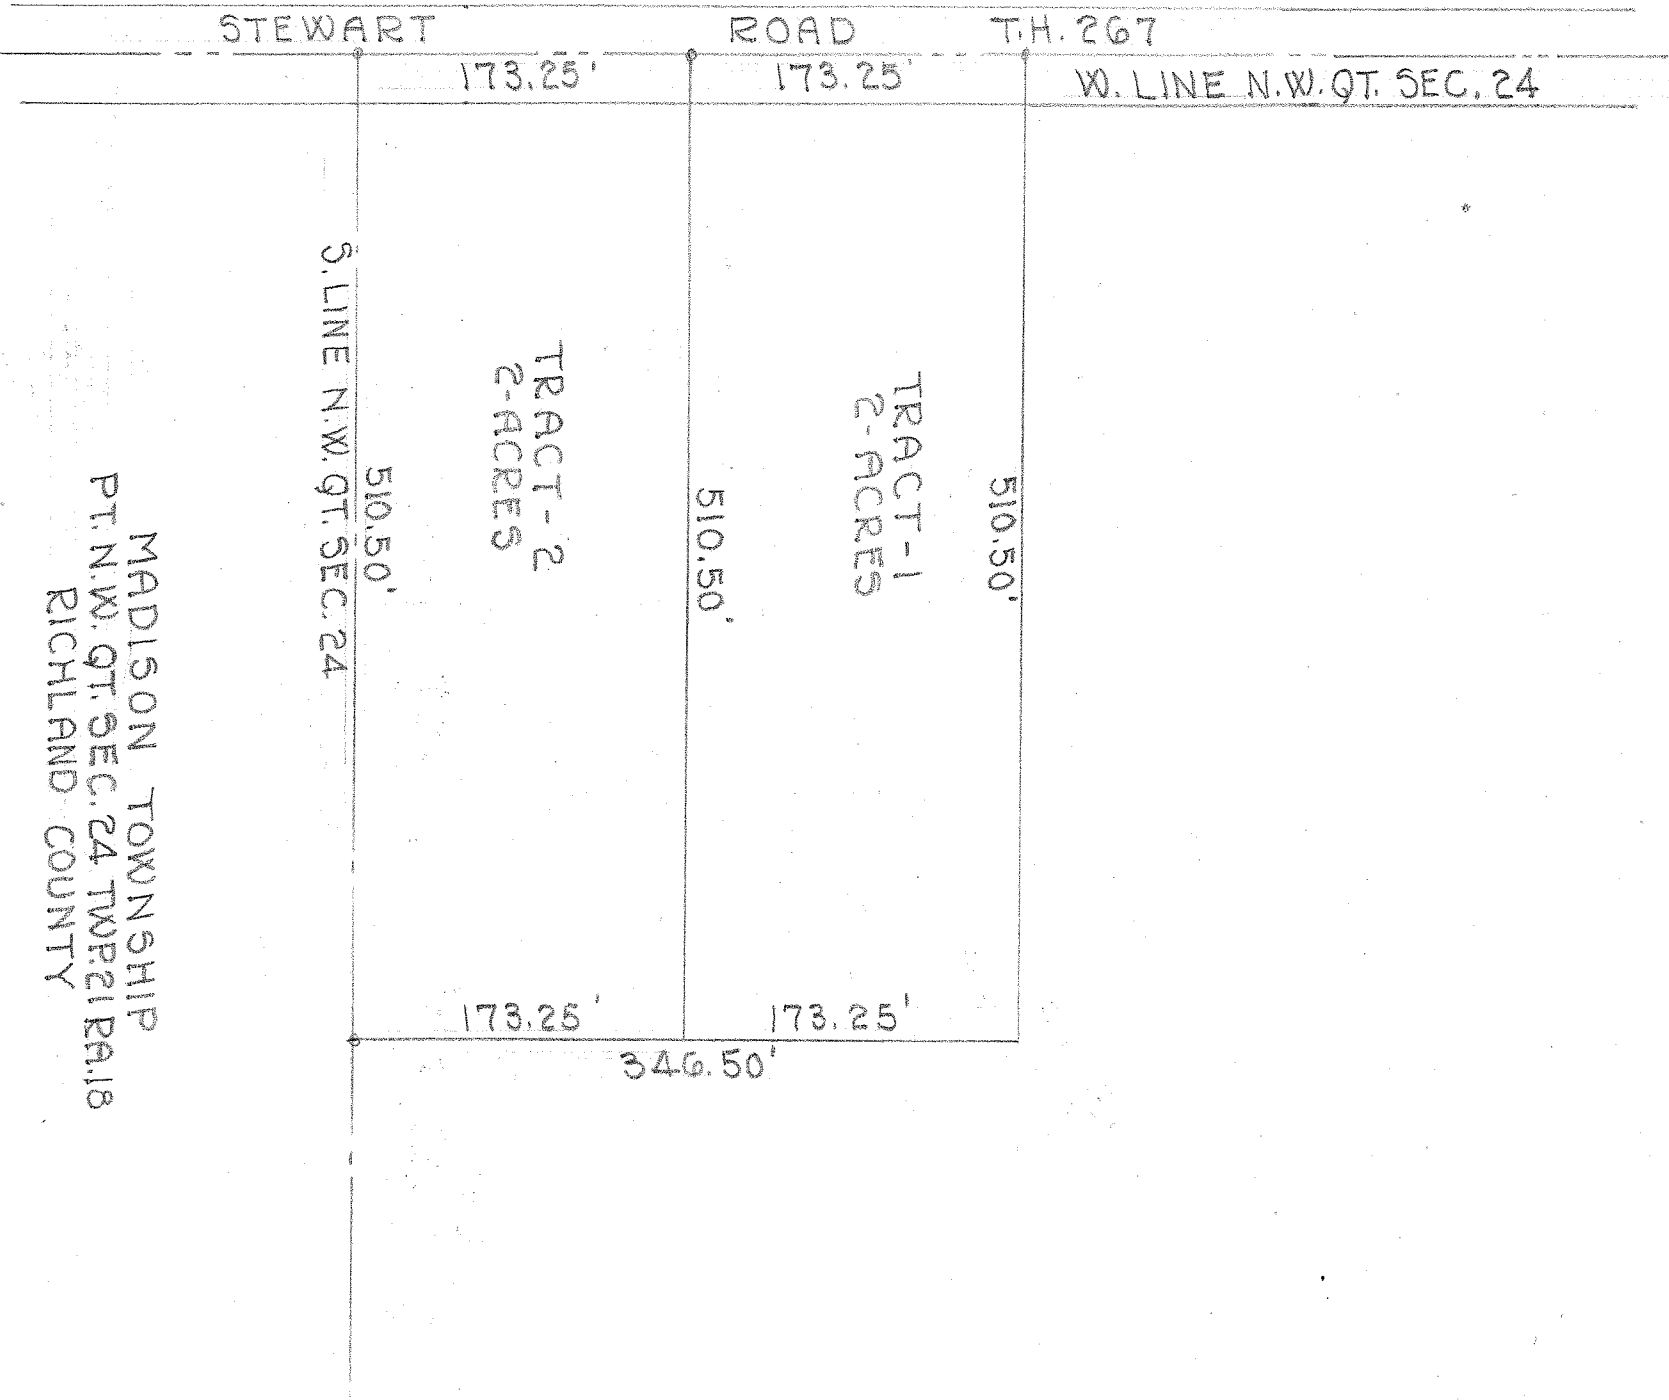 STEWART ROAD T.H. 267
173.25' 173.25' W. LINE N.W. QT. SEC. 24
S. LINE N.W. QT. SEC. 24
510.50'
TRACT - 2
2-ACRES
510.50'
TRACT - 1
2-ACRES
510.50'
173.25' 173.25'
346.50'
MADISON TOWNSHIP
PT. N.W. QT. SEC. 24 TWP. 21 RA. 18
RICHLAND COUNTY